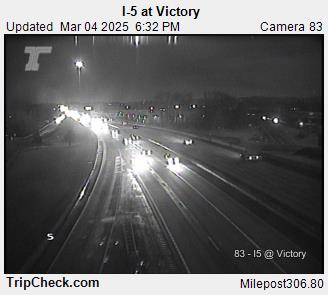 I-5 at Victory
Updated Mar 04 2025 6:32 PM Camera 83
T
S
83 - I5 @ Victory
TripCheck.com Milepost306.80